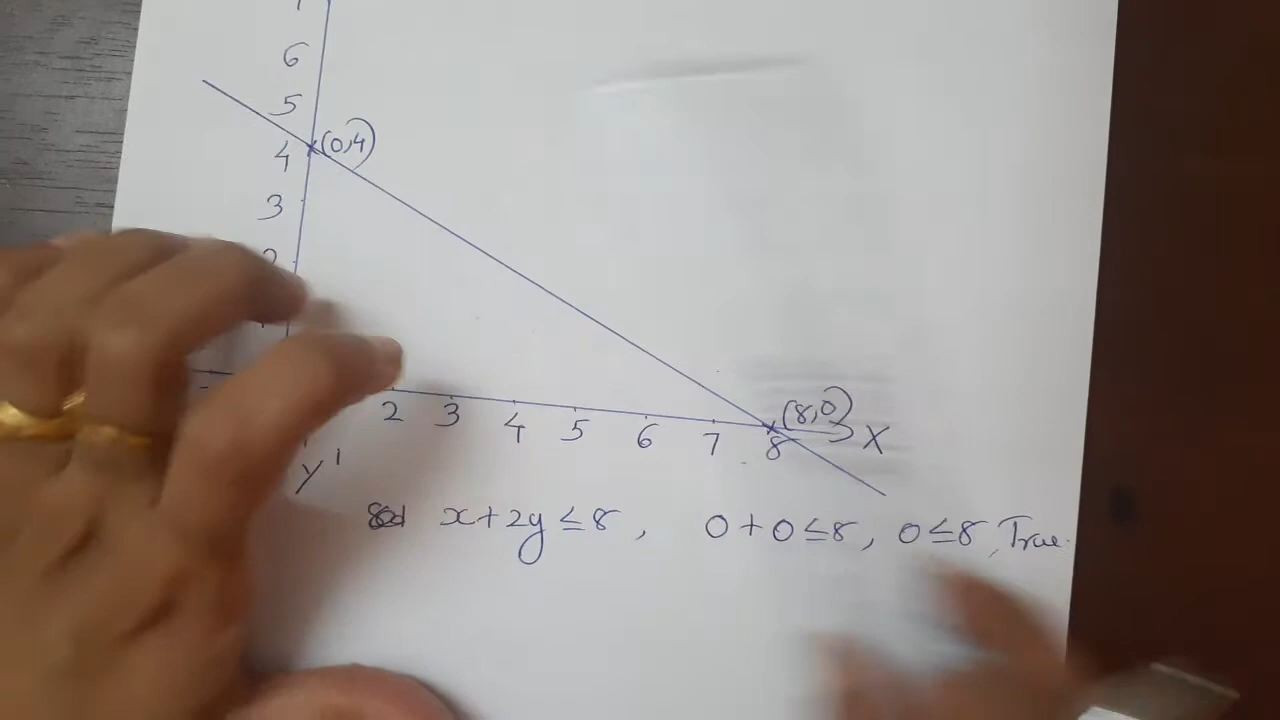 6
5
4 (0,4)
3
2
2 3 4 5 6 7 8 (8,0) X
y'
x+2y≤8, 0+0≤8, 0≤8, True.